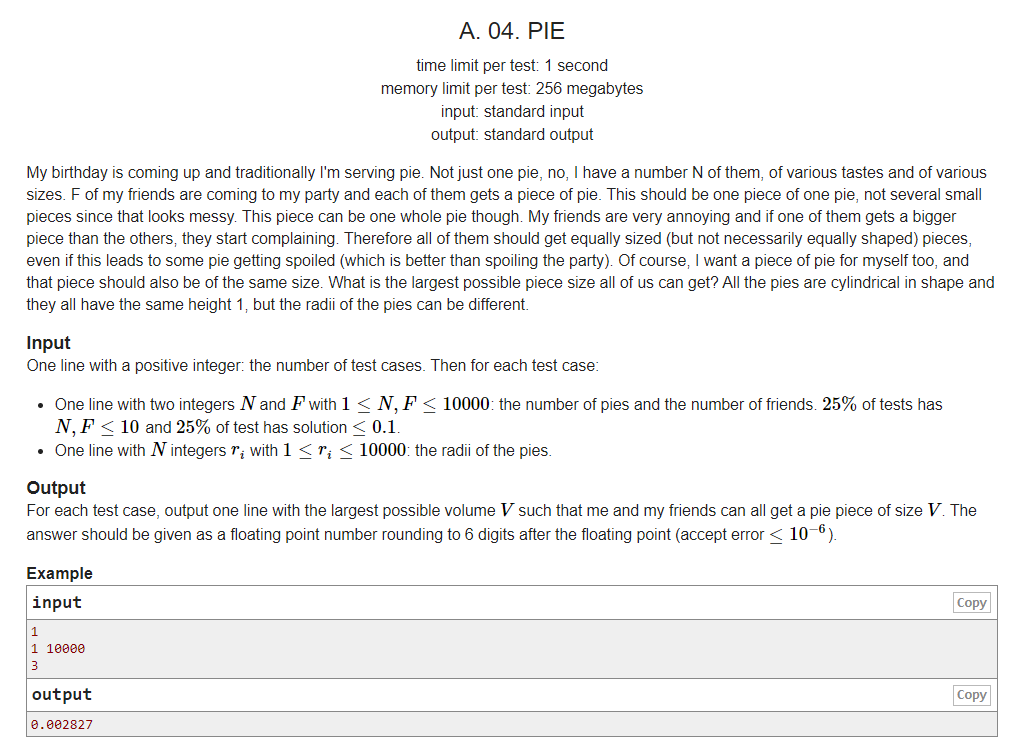 A. 04. PIE
time limit per test: 1 second
memory limit per test: 256 megabytes
input: standard input
output: standard output
My birthday is coming up and traditionally I'm serving pie. Not just one pie, no, I have a number N of them, of various tastes and of various
sizes. F of my friends are coming to my party and each of them gets a piece of pie. This should be one piece of one pie, not several small
pieces since that looks messy. This piece can be one whole pie though. My friends are very annoying and if one of them gets a bigger
piece than the others, they start complaining. Therefore all of them should get equally sized (but not necessarily equally shaped) pieces,
even if this leads to some pie getting spoiled (which is better than spoiling the party). Of course, I want a piece of pie for myself too, and
that piece should also be of the same size. What is the largest possible piece size all of us can get? All the pies are cylindrical in shape and
they all have the same height 1, but the radii of the pies can be different.
Input
One line with a positive integer: the number of test cases. Then for each test case:
• One line with two integers N and F with 1 ≤ N, F ≤ 10000: the number of pies and the number of friends. 25% of tests has
N, F ≤ 10 and 25% of test has solution ≤ 0.1.
• One line with N integers r_i with 1 ≤ r_i ≤ 10000: the radii of the pies.
Output
For each test case, output one line with the largest possible volume V such that me and my friends can all get a pie piece of size V. The
answer should be given as a floating point number rounding to 6 digits after the floating point (accept error ≤ 10⁻⁶).
Example
input
Copy
1
1 10000
3
output
Copy
0.002827